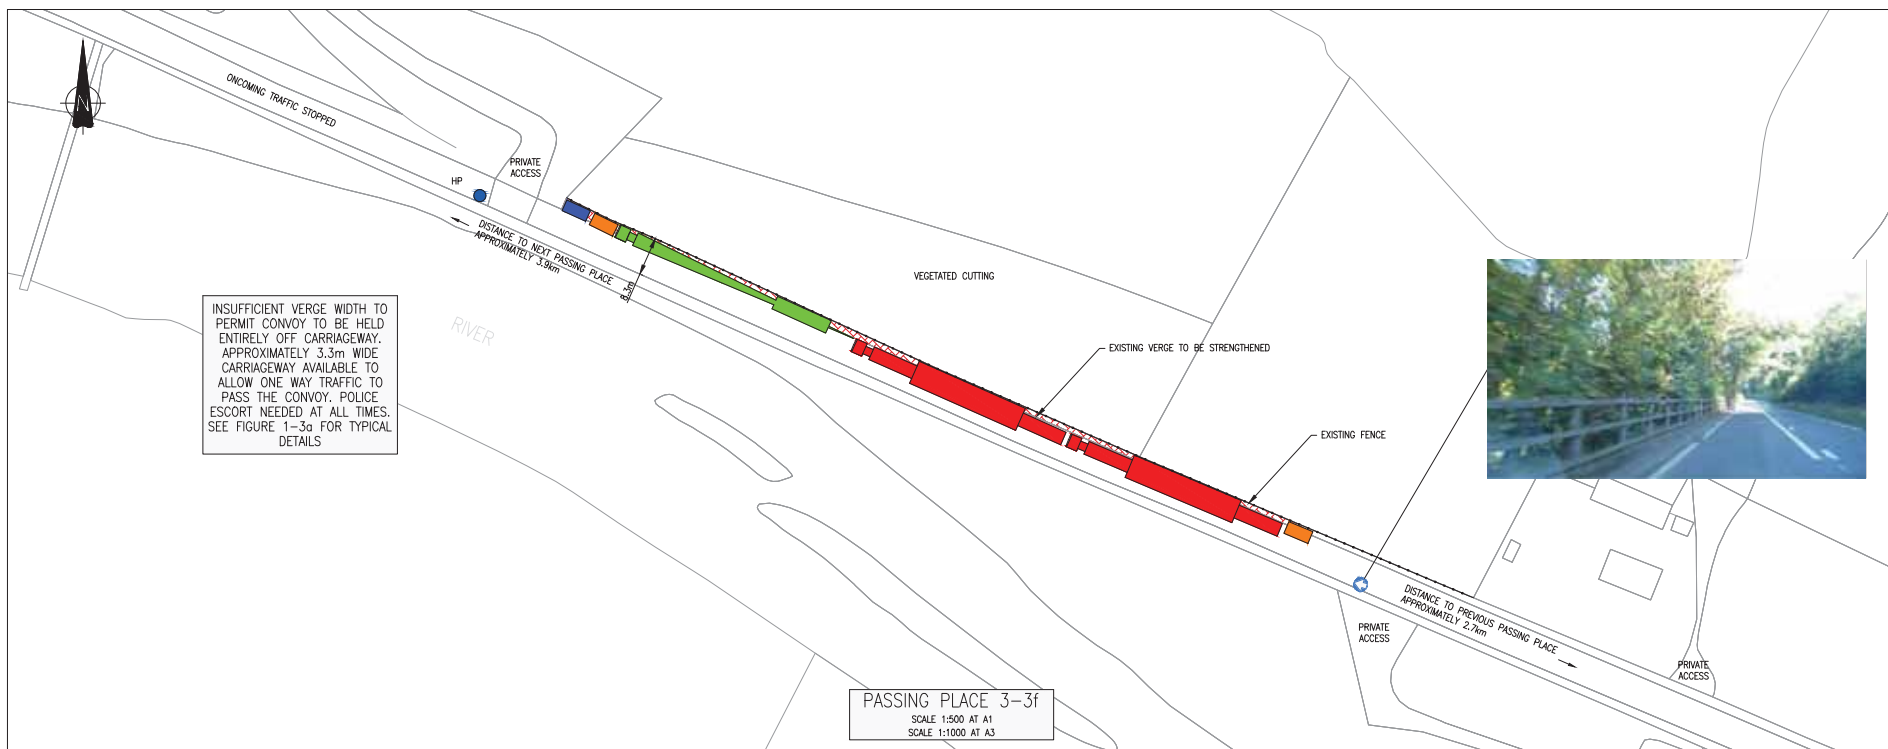 N
ONCOMING TRAFFIC STOPPED
HP
PRIVATE
ACCESS
DISTANCE TO NEXT PASSING PLACE
APPROXIMATELY 3.9km
8.3m
VEGETATED CUTTING
INSUFFICIENT VERGE WIDTH TO
PERMIT CONVOY TO BE HELD
ENTIRELY OFF CARRIAGEWAY.
APPROXIMATELY 3.3m WIDE
CARRIAGEWAY AVAILABLE TO
ALLOW ONE WAY TRAFFIC TO
PASS THE CONVOY. POLICE
ESCORT NEEDED AT ALL TIMES.
SEE FIGURE 1-3a FOR TYPICAL
DETAILS
RIVER
EXISTING VERGE TO BE STRENGTHENED
EXISTING FENCE
DISTANCE TO PREVIOUS PASSING PLACE
APPROXIMATELY 2.7km
PRIVATE
ACCESS
PRIVATE
ACCESS
PASSING PLACE 3-3f
SCALE 1:500 AT A1
SCALE 1:1000 AT A3